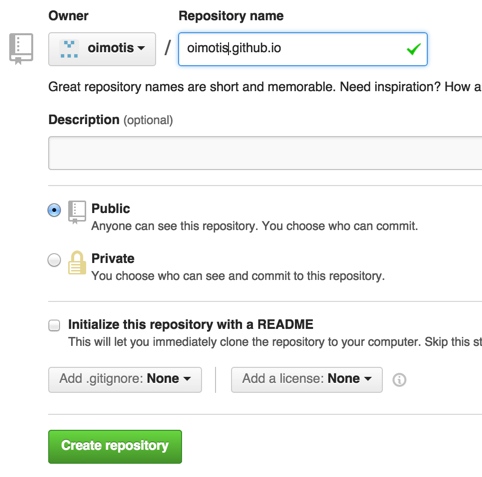 Owner Repository name
oimotis / oimotis.github.io
Great repository names are short and memorable. Need inspiration? How a
Description (optional)
Public
Anyone can see this repository. You choose who can commit.
Private
You choose who can see and commit to this repository.
Initialize this repository with a README
This will let you immediately clone the repository to your computer. Skip this st
Add .gitignore: None Add a license: None
Create repository